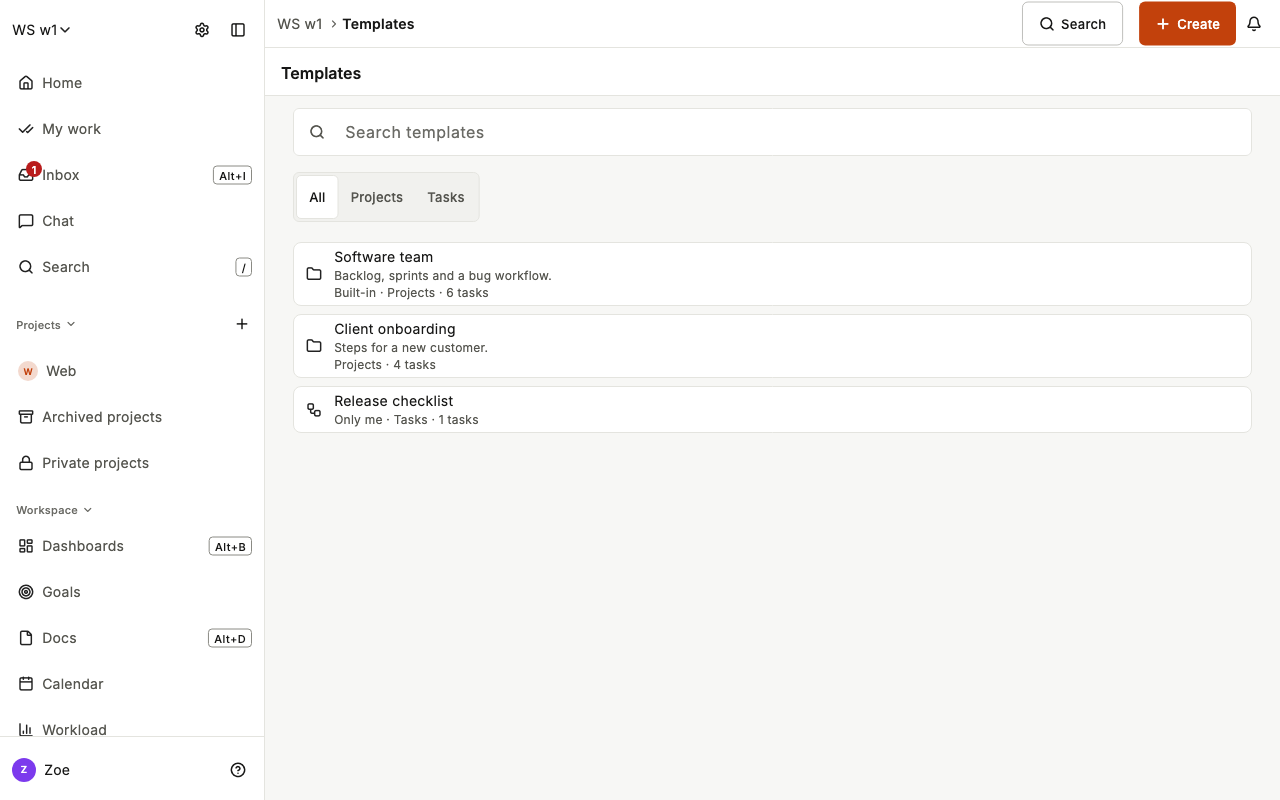 WS w1
Home
My work
1
Inbox
Alt+I
Chat
Search
/
Projects
W
Web
Archived projects
Private projects
Workspace
Dashboards
Alt+B
Goals
Docs
Alt+D
Calendar
Workload
Z
Zoe
WS w1 > Templates
Search
Create
Templates
Search templates
All
Projects
Tasks
Software team
Backlog, sprints and a bug workflow.
Built-in · Projects · 6 tasks
Client onboarding
Steps for a new customer.
Projects · 4 tasks
Release checklist
Only me · Tasks · 1 tasks